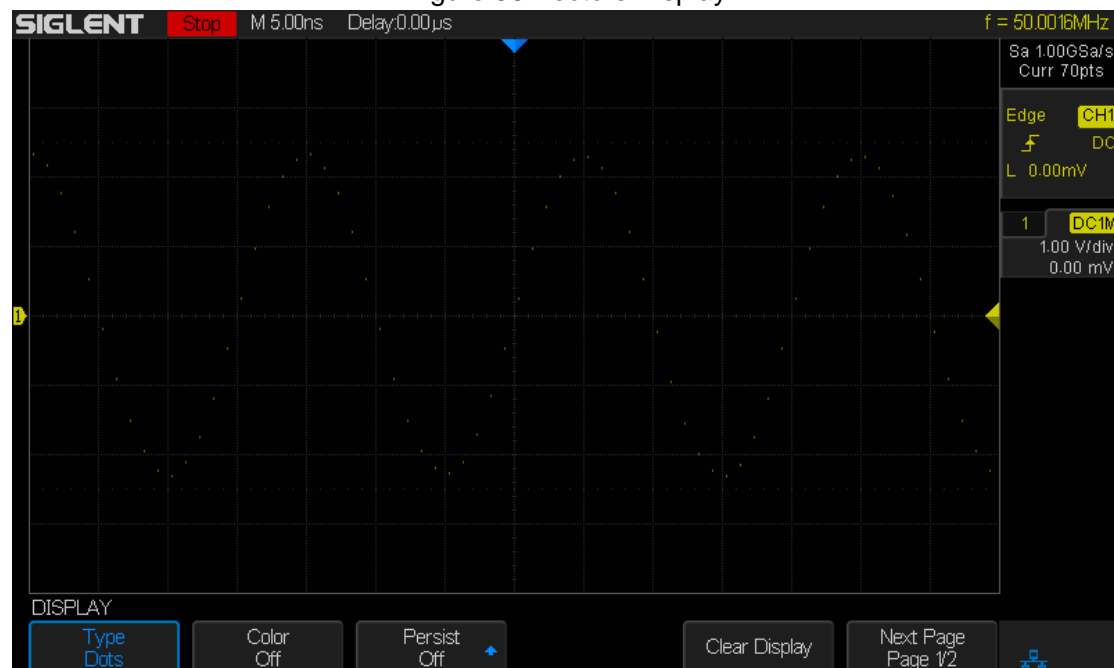 SIGLENT Stop M 5.00ns Delay:0.00µs f = 50.0016MHz
Sa 1.00GSa/s
Curr 70pts
Edge CH1
DC
L 0.00mV
1 DC1M
1.00 V/div
0.00 mV
1
DISPLAY
Type
Dots
Color
Off
Persist
Off
Clear Display
Next Page
Page 1/2